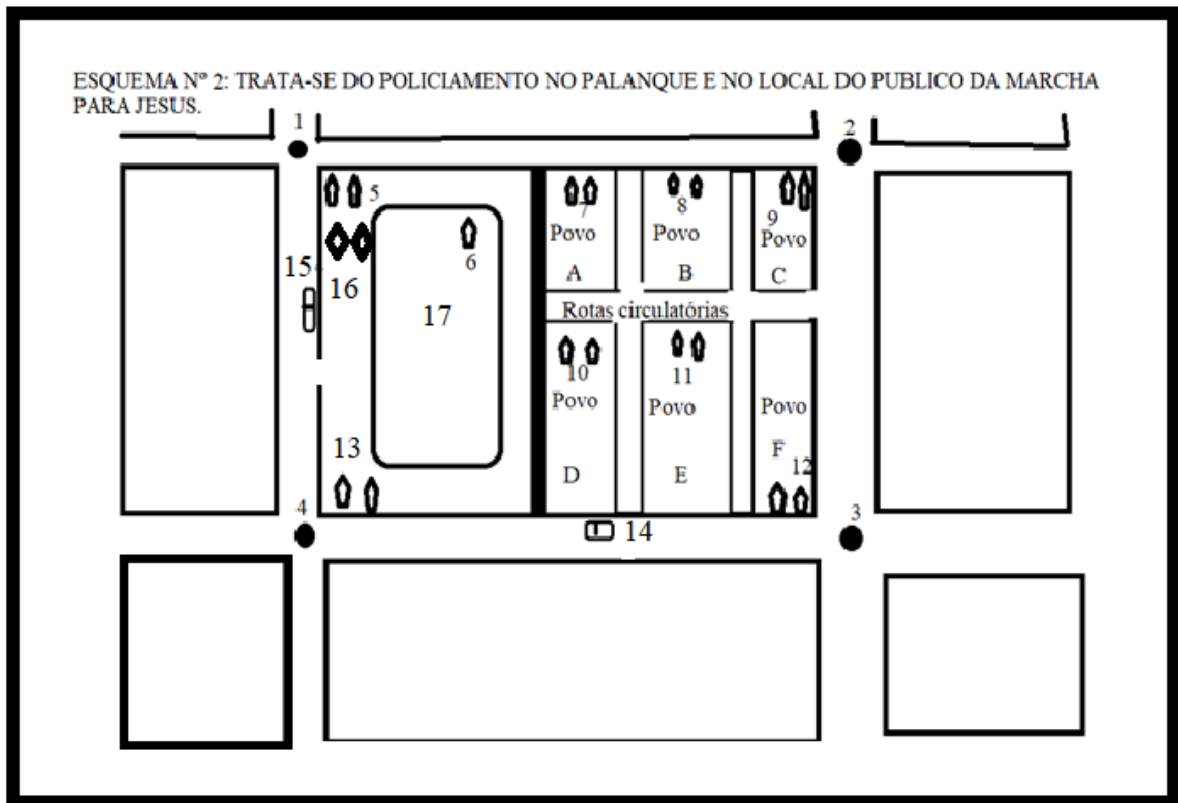 ESQUEMA Nº 2: TRATA-SE DO POLICIAMENTO NO PALANQUE E NO LOCAL DO PUBLICO DA MARCHA
PARA JESUS.
1
2
5
7
8
9
6
Povo
Povo
Povo
15
16
A
B
C
17
Rotas circulatórias
10
11
Povo
Povo
Povo
13
F
12
D
E
4
14
3